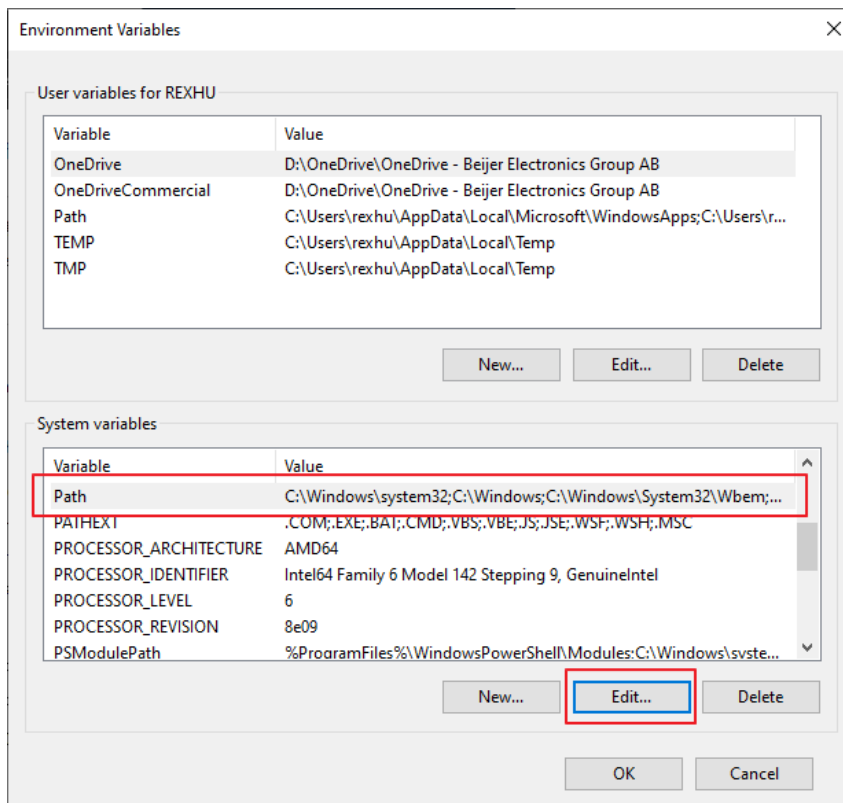 Environment Variables
User variables for REXHU
Variable Value
OneDrive D:\OneDrive\OneDrive - Beijer Electronics Group AB
OneDriveCommercial D:\OneDrive\OneDrive - Beijer Electronics Group AB
Path C:\Users\rexhu\AppData\Local\Microsoft\WindowsApps;C:\Users\r...
TEMP C:\Users\rexhu\AppData\Local\Temp
TMP C:\Users\rexhu\AppData\Local\Temp
New... Edit... Delete
System variables
Variable Value
Path C:\Windows\system32;C:\Windows;C:\Windows\System32\Wbem;...
PATHEXT .COM;.EXE;.BAT;.CMD;.VBS;.VBE;.JS;.JSE;.WSF;.WSH;.MSC
PROCESSOR_ARCHITECTURE AMD64
PROCESSOR_IDENTIFIER Intel64 Family 6 Model 142 Stepping 9, GenuineIntel
PROCESSOR_LEVEL 6
PROCESSOR_REVISION 8e09
PSModulePath %ProgramFiles%\WindowsPowerShell\Modules;C:\Windows\syste...
New... Edit... Delete
OK Cancel